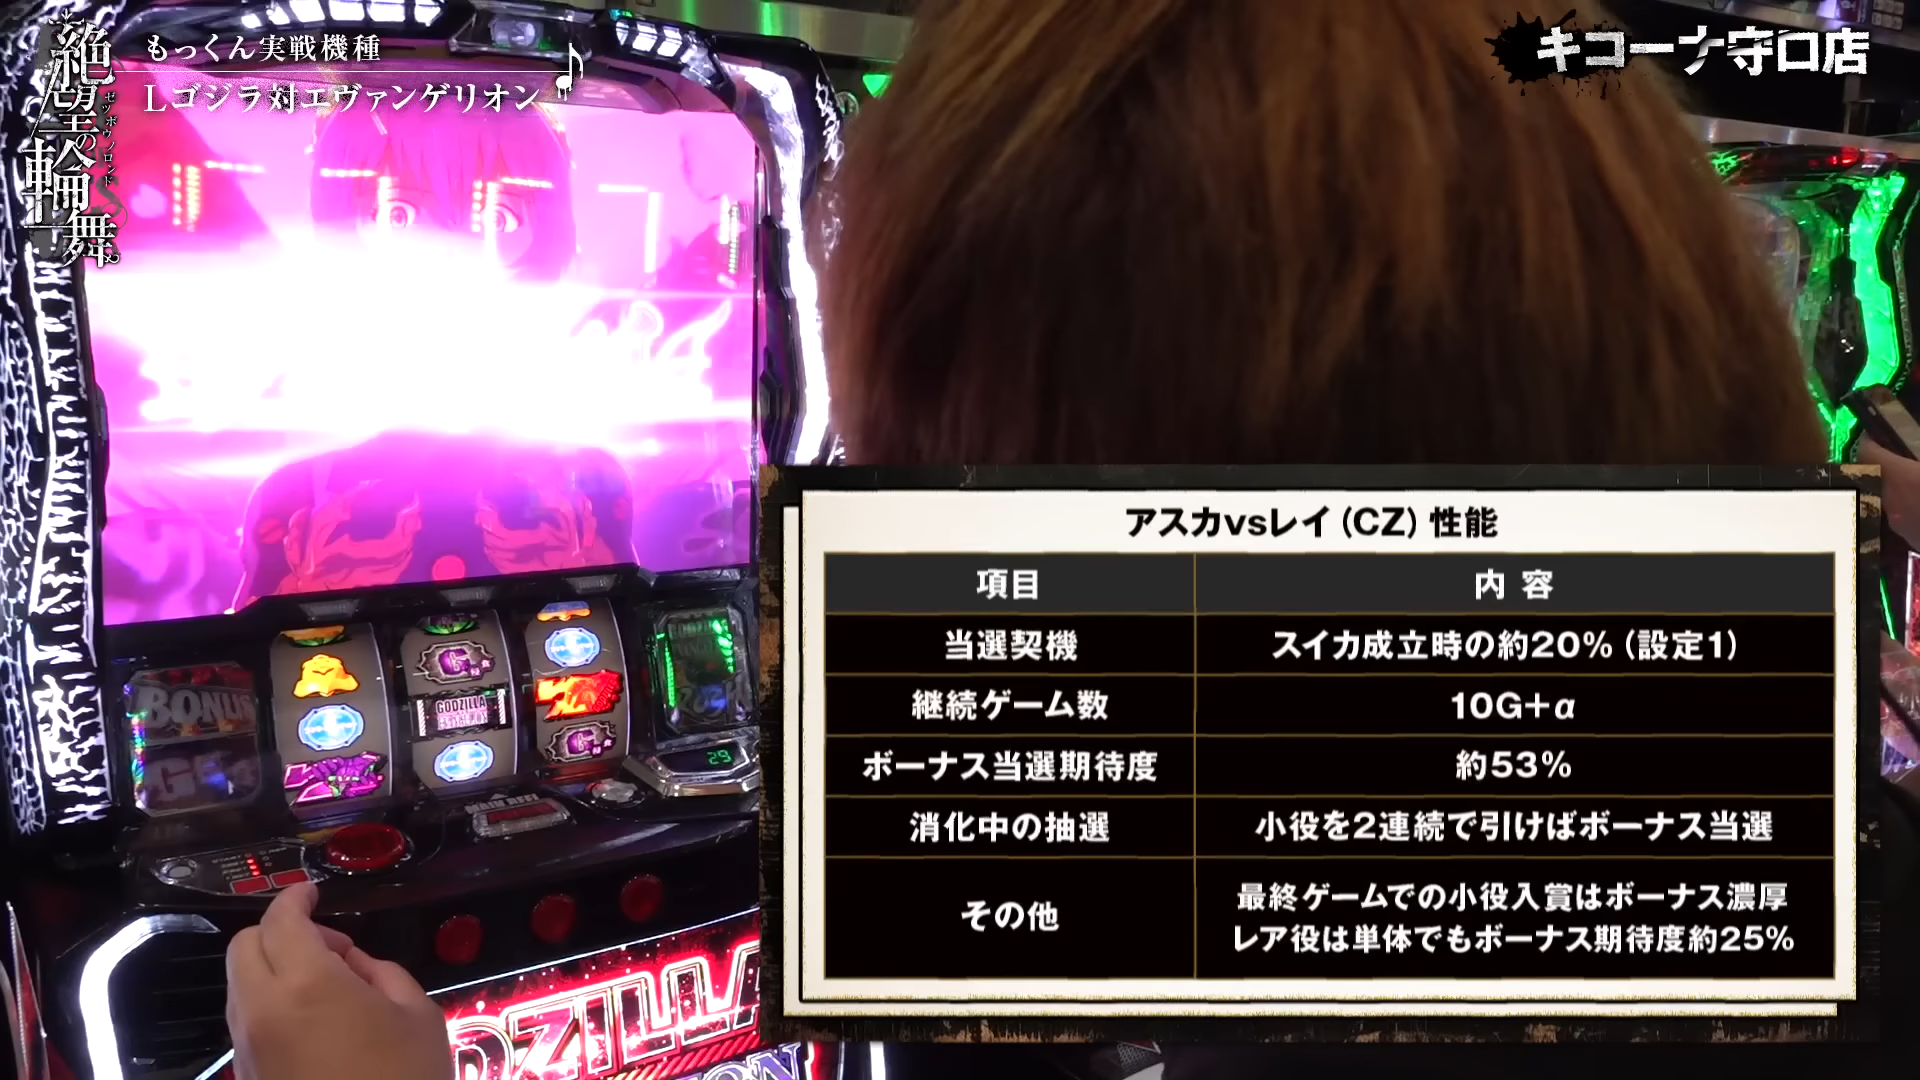 絶望の輪舞
ゼツボウノロンド
もっくん実戦機種
Lゴジラ対エヴァンゲリオン
キコーナ守口店
アスカvsレイ(CZ)性能
項目 内容
当選契機 スイカ成立時の約20%(設定1)
継続ゲーム数 10G+α
ボーナス当選期待度 約53%
消化中の抽選 小役を2連続で引けばボーナス当選
その他 最終ゲームでの小役入賞はボーナス濃厚
レア役は単体でもボーナス期待度約25%
BONUS
GODZILLA
29
MAIN REEL